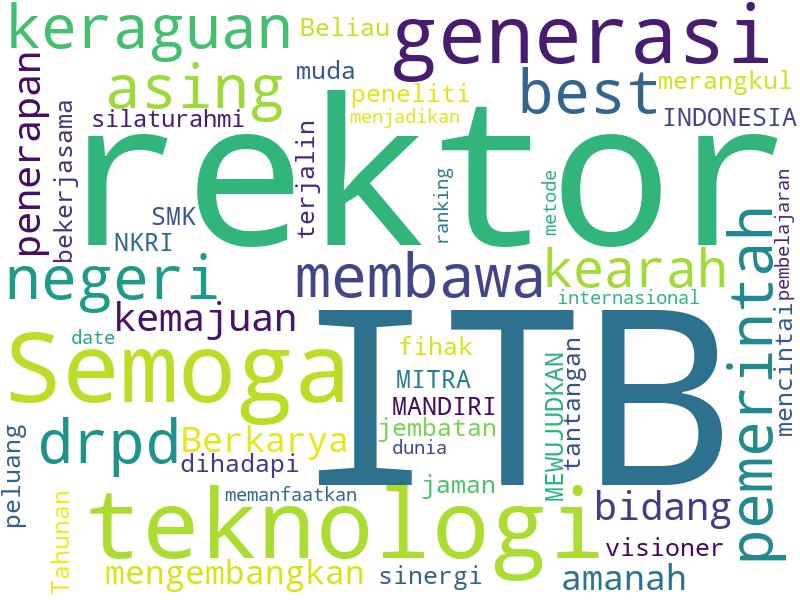 keraguan
Beliau
generasi
asing
muda
best
merangkul
peneliti
silaturahmi
menjadikan
INDONESIA
penerapan
bekerjasama
rektor
terjalin
ranking
metode
pembelajaran
SMK
NKRI
negeri
membawa
kearah
pemerintah
internasional
kemajuan
mencintai
date
Semoga
ITB
fihak
MITRA
MANDIRI
MEWUJUDKAN
tantangan
drpd
Berkarya
jembatan
peluang
dihadapi
dunia
jaman
memanfaatkan
Tahunan
teknologi
bidang
visioner
mengembangkan
sinergi
amanah